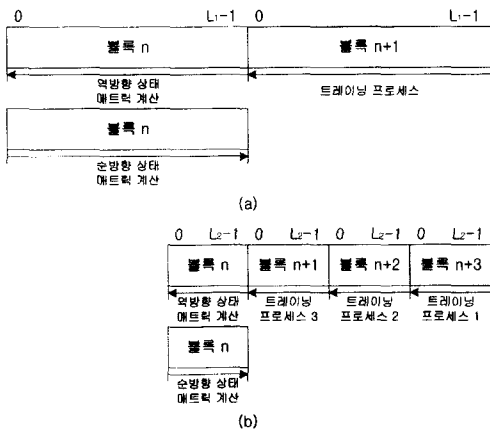 0 L₁-1 0 L₁-1
블록 n 블록 n+1
역방향 상태 트레이닝 프로세스
매트릭 계산
블록 n
순방향 상태
매트릭 계산
(a)
0 L₂-1 0 L₂-1 0 L₂-1 0 L₂-1
블록 n 블록 n+1 블록 n+2 블록 n+3
역방향 상태 트레이닝 트레이닝 트레이닝
매트릭 계산 프로세스 3 프로세스 2 프로세스 1
블록 n
순방향 상태
매트릭 계산
(b)